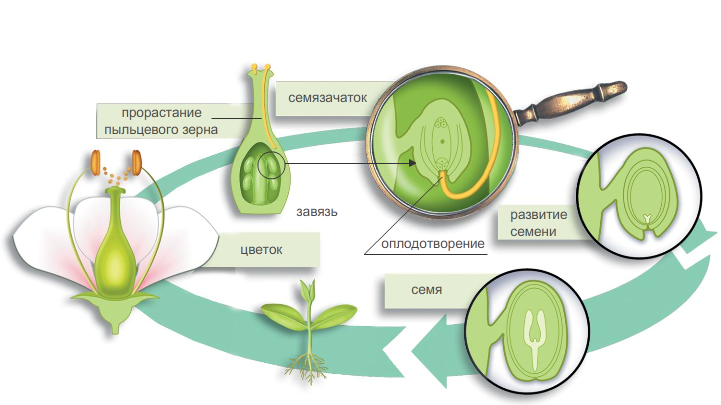 семязачаток
прорастание
пыльцевого зерна
завязь
развитие
семени
оплодотворение
цветок
семя